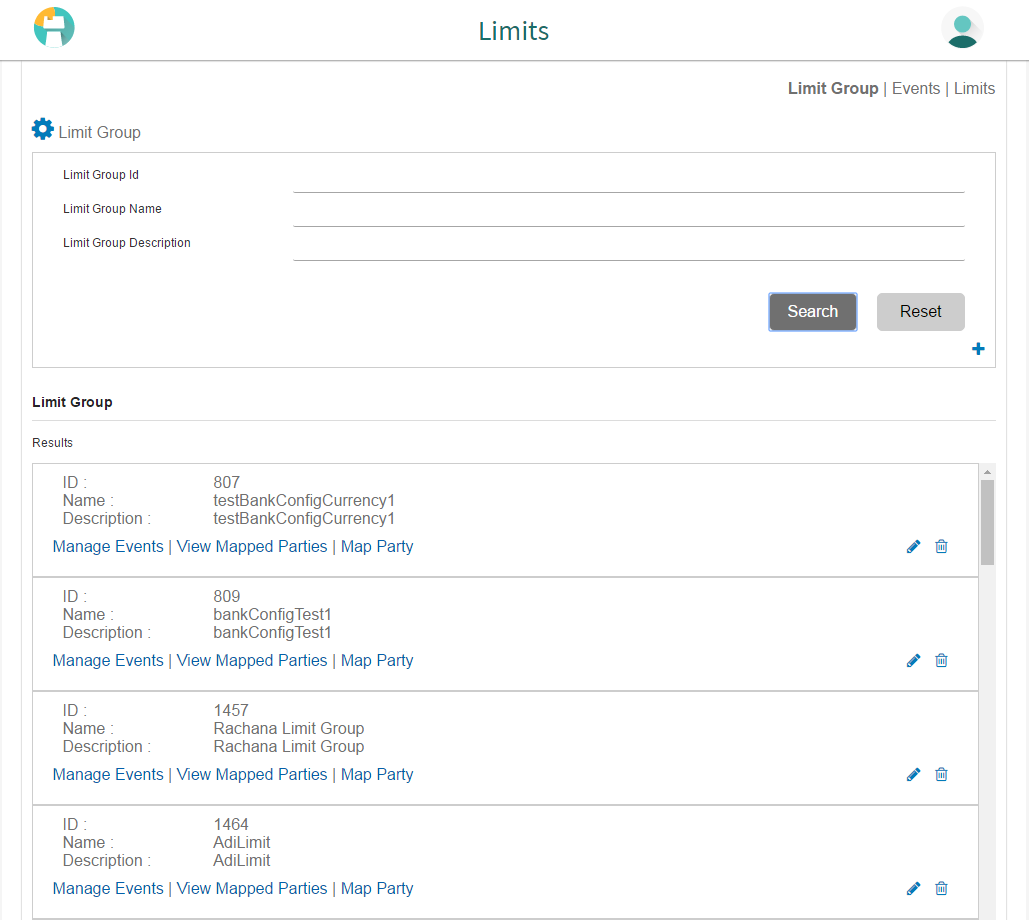 Limits
Limit Group | Events | Limits
Limit Group
Limit Group Id
Limit Group Name
Limit Group Description
Search Reset
Limit Group
Results
ID : 807
Name : testBankConfigCurrency1
Description : testBankConfigCurrency1
Manage Events | View Mapped Parties | Map Party
ID : 809
Name : bankConfigTest1
Description : bankConfigTest1
Manage Events | View Mapped Parties | Map Party
ID : 1457
Name : Rachana Limit Group
Description : Rachana Limit Group
Manage Events | View Mapped Parties | Map Party
ID : 1464
Name : AdiLimit
Description : AdiLimit
Manage Events | View Mapped Parties | Map Party